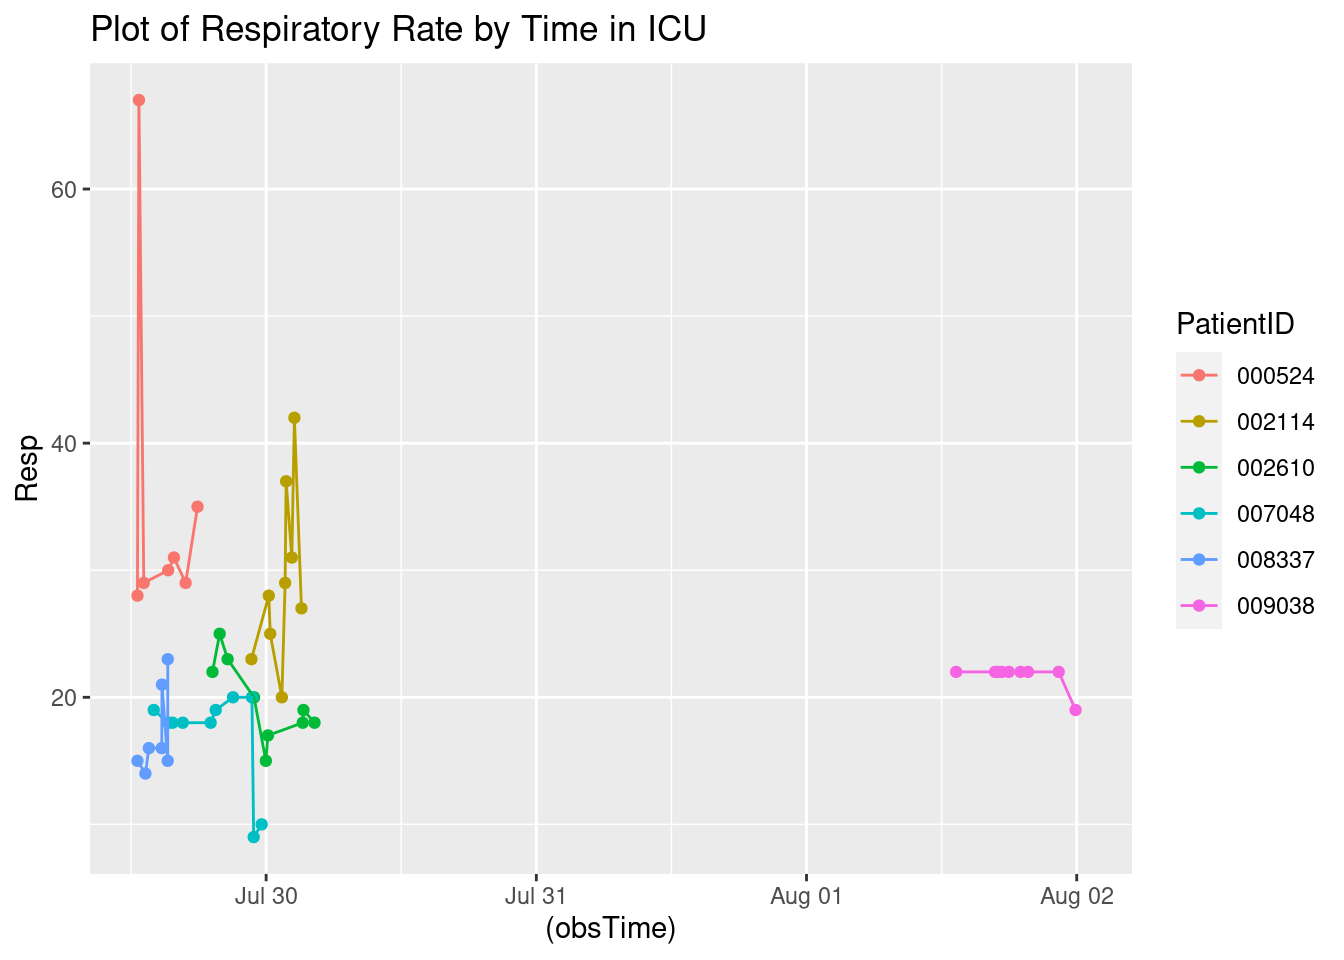 Plot of Respiratory Rate by Time in ICU
60
40
20
Resp
Jul 30
Jul 31
Aug 01
Aug 02
(obsTime)
PatientID
000524
002114
002610
007048
008337
009038